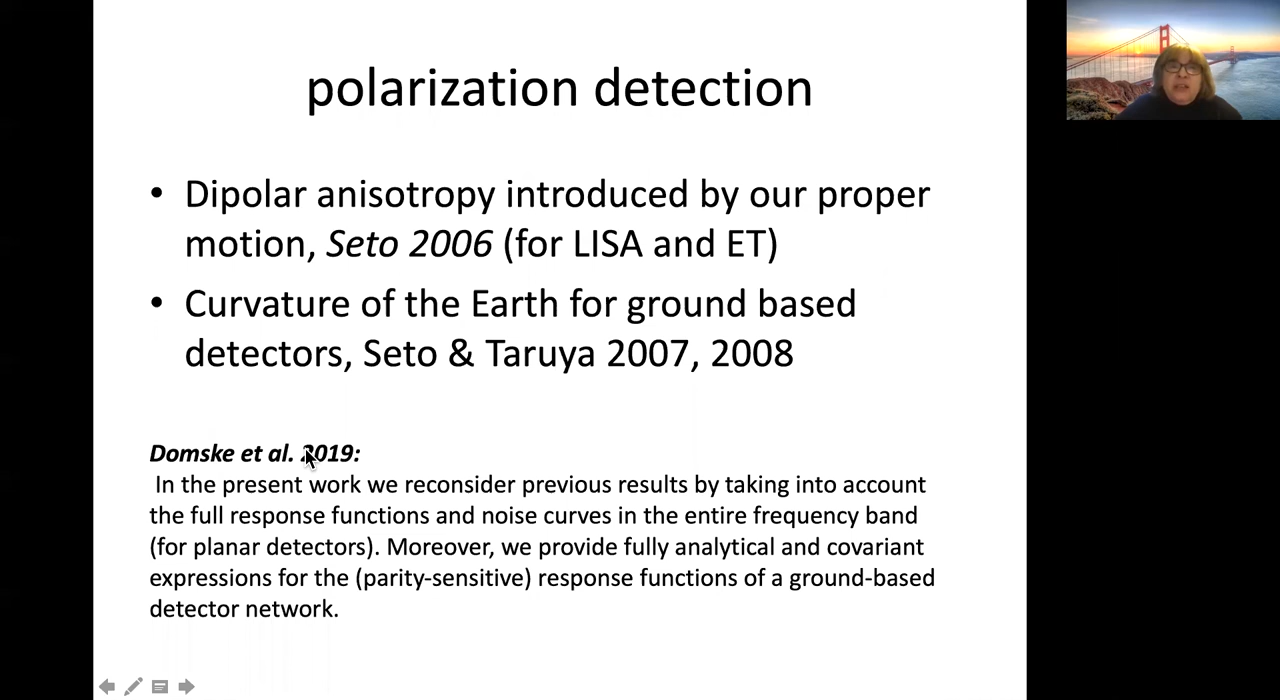 polarization detection
• Dipolar anisotropy introduced by our proper
motion, Seto 2006 (for LISA and ET)
• Curvature of the Earth for ground based
detectors, Seto & Taruya 2007, 2008
Domske et al. 2019:
In the present work we reconsider previous results by taking into account
the full response functions and noise curves in the entire frequency band
(for planar detectors). Moreover, we provide fully analytical and covariant
expressions for the (parity-sensitive) response functions of a ground-based
detector network.